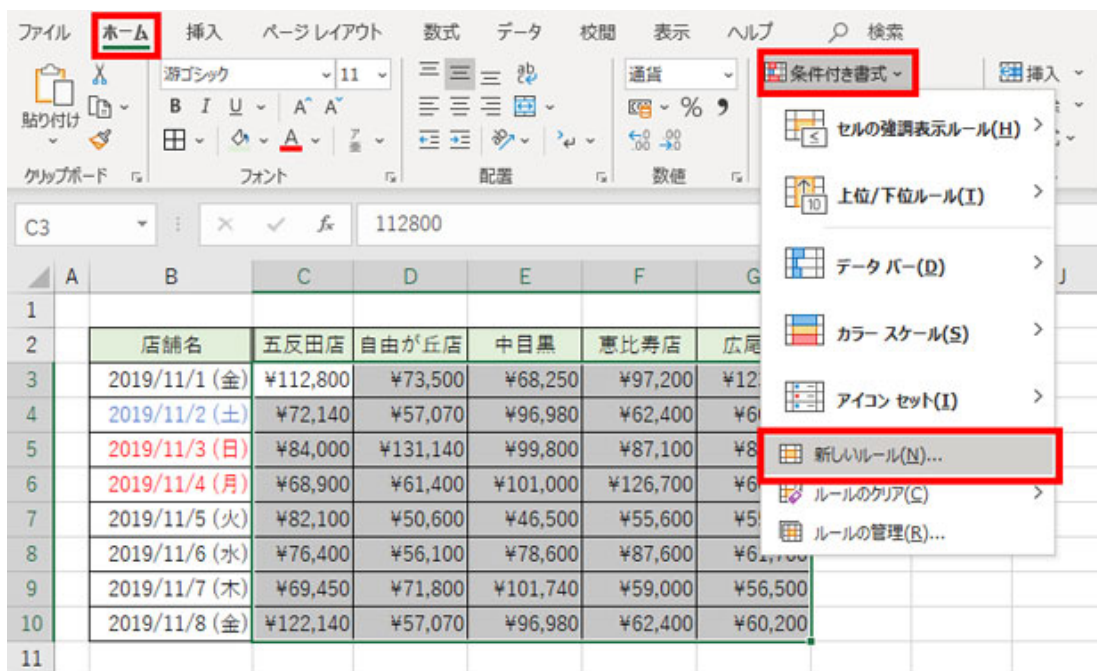 ファイル ホーム 挿入 ページ レイアウト 数式 データ 校閲 表示 ヘルプ 検索
游ゴシック 11 ab 通貨 条件付き書式 挿入
貼り付け B I U A A % 9
A
クリップボード フォント 配置 数値
セルの強調表示ルール(H)
10 上位/下位ルール(T)
データ バー(D)
カラー スケール(S)
アイコン セット(I)
新しいルール(N)...
ルールのクリア(C)
ルールの管理(R)...
C3 fx 112800
A B C D E F G J
1
2 店舗名 五反田店 自由が丘店 中目黒 恵比寿店 広尾
3 2019/11/1 (金) ¥112,800 ¥73,500 ¥68,250 ¥97,200 ¥12
4 2019/11/2 (土) ¥72,140 ¥57,070 ¥96,980 ¥62,400 ¥6
5 2019/11/3 (日) ¥84,000 ¥131,140 ¥99,800 ¥87,100 ¥8
6 2019/11/4 (月) ¥68,900 ¥61,400 ¥101,000 ¥126,700 ¥6
7 2019/11/5 (火) ¥82,100 ¥50,600 ¥46,500 ¥55,600 ¥5
8 2019/11/6 (水) ¥76,400 ¥56,100 ¥78,600 ¥87,600 ¥61,700
9 2019/11/7 (木) ¥69,450 ¥71,800 ¥101,740 ¥59,000 ¥56,500
10 2019/11/8 (金) ¥122,140 ¥57,070 ¥96,980 ¥62,400 ¥60,200
11